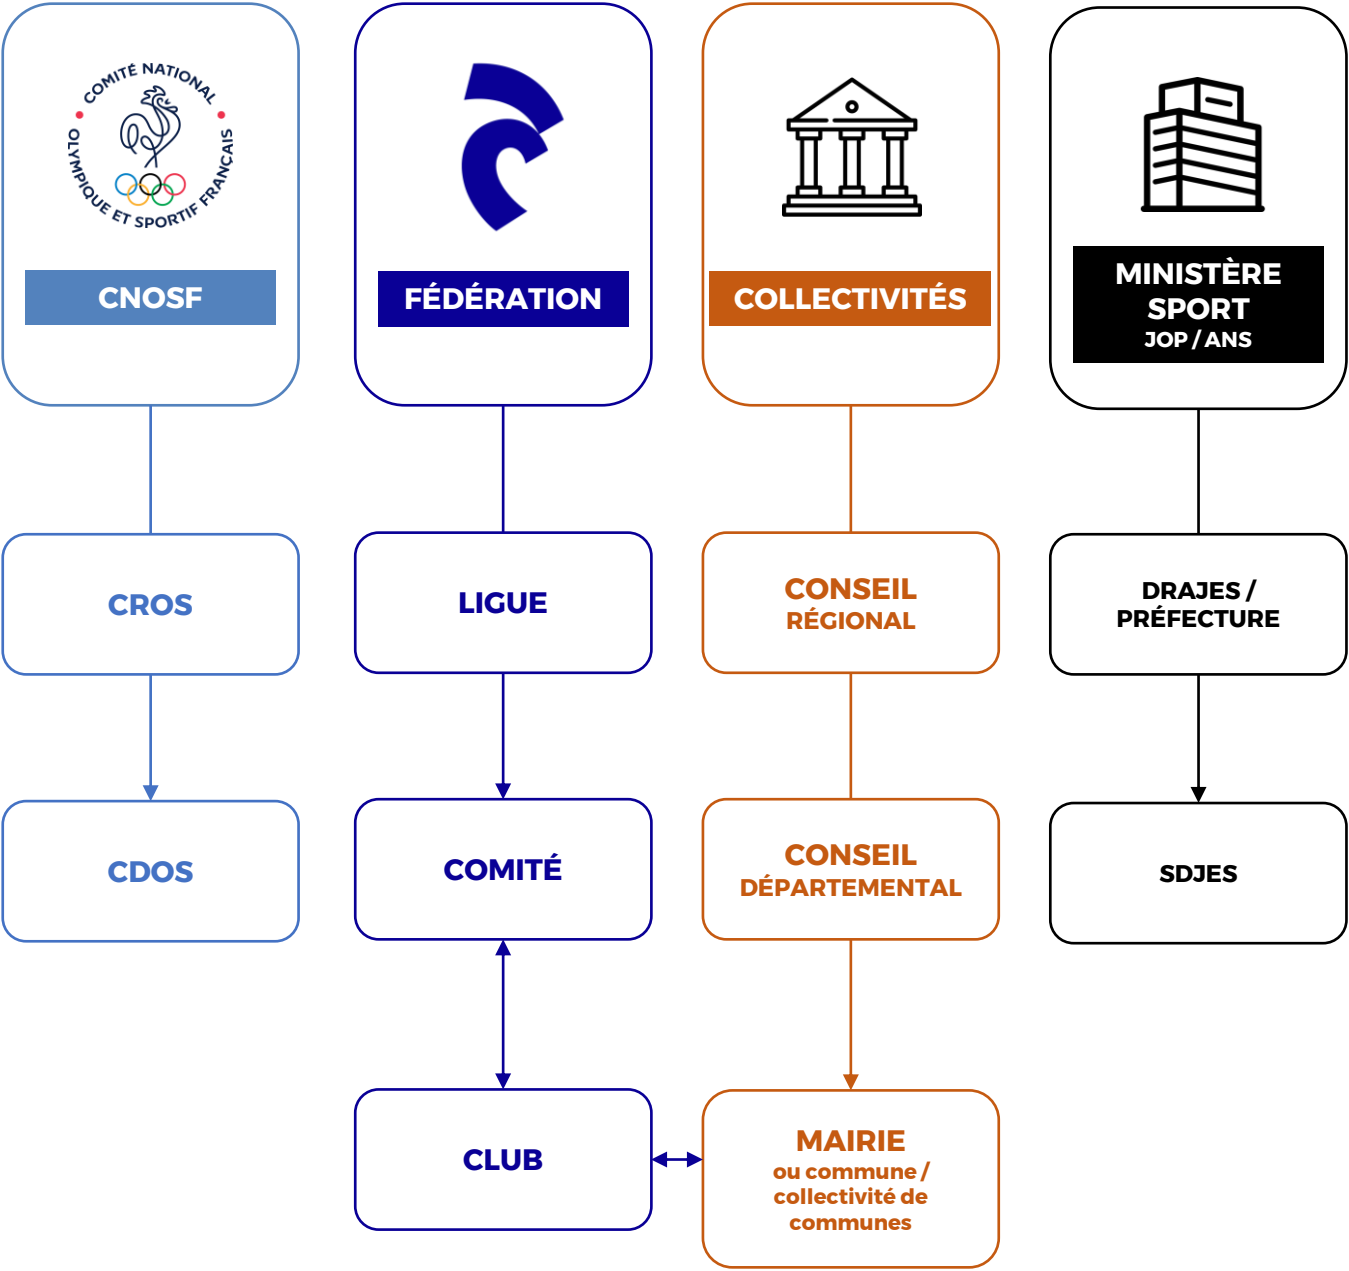 COMITÉ NATIONAL
OLYMPIQUE ET SPORTIF FRANÇAIS
CNOSF
FÉDÉRATION
COLLECTIVITÉS
MINISTÈRE
SPORT
JOP / ANS
CROS
LIGUE
CONSEIL
RÉGIONAL
DRAJES /
PRÉFECTURE
CDOS
COMITÉ
CONSEIL
DÉPARTEMENTAL
SDJES
CLUB
MAIRIE
ou commune /
collectivité de
communes